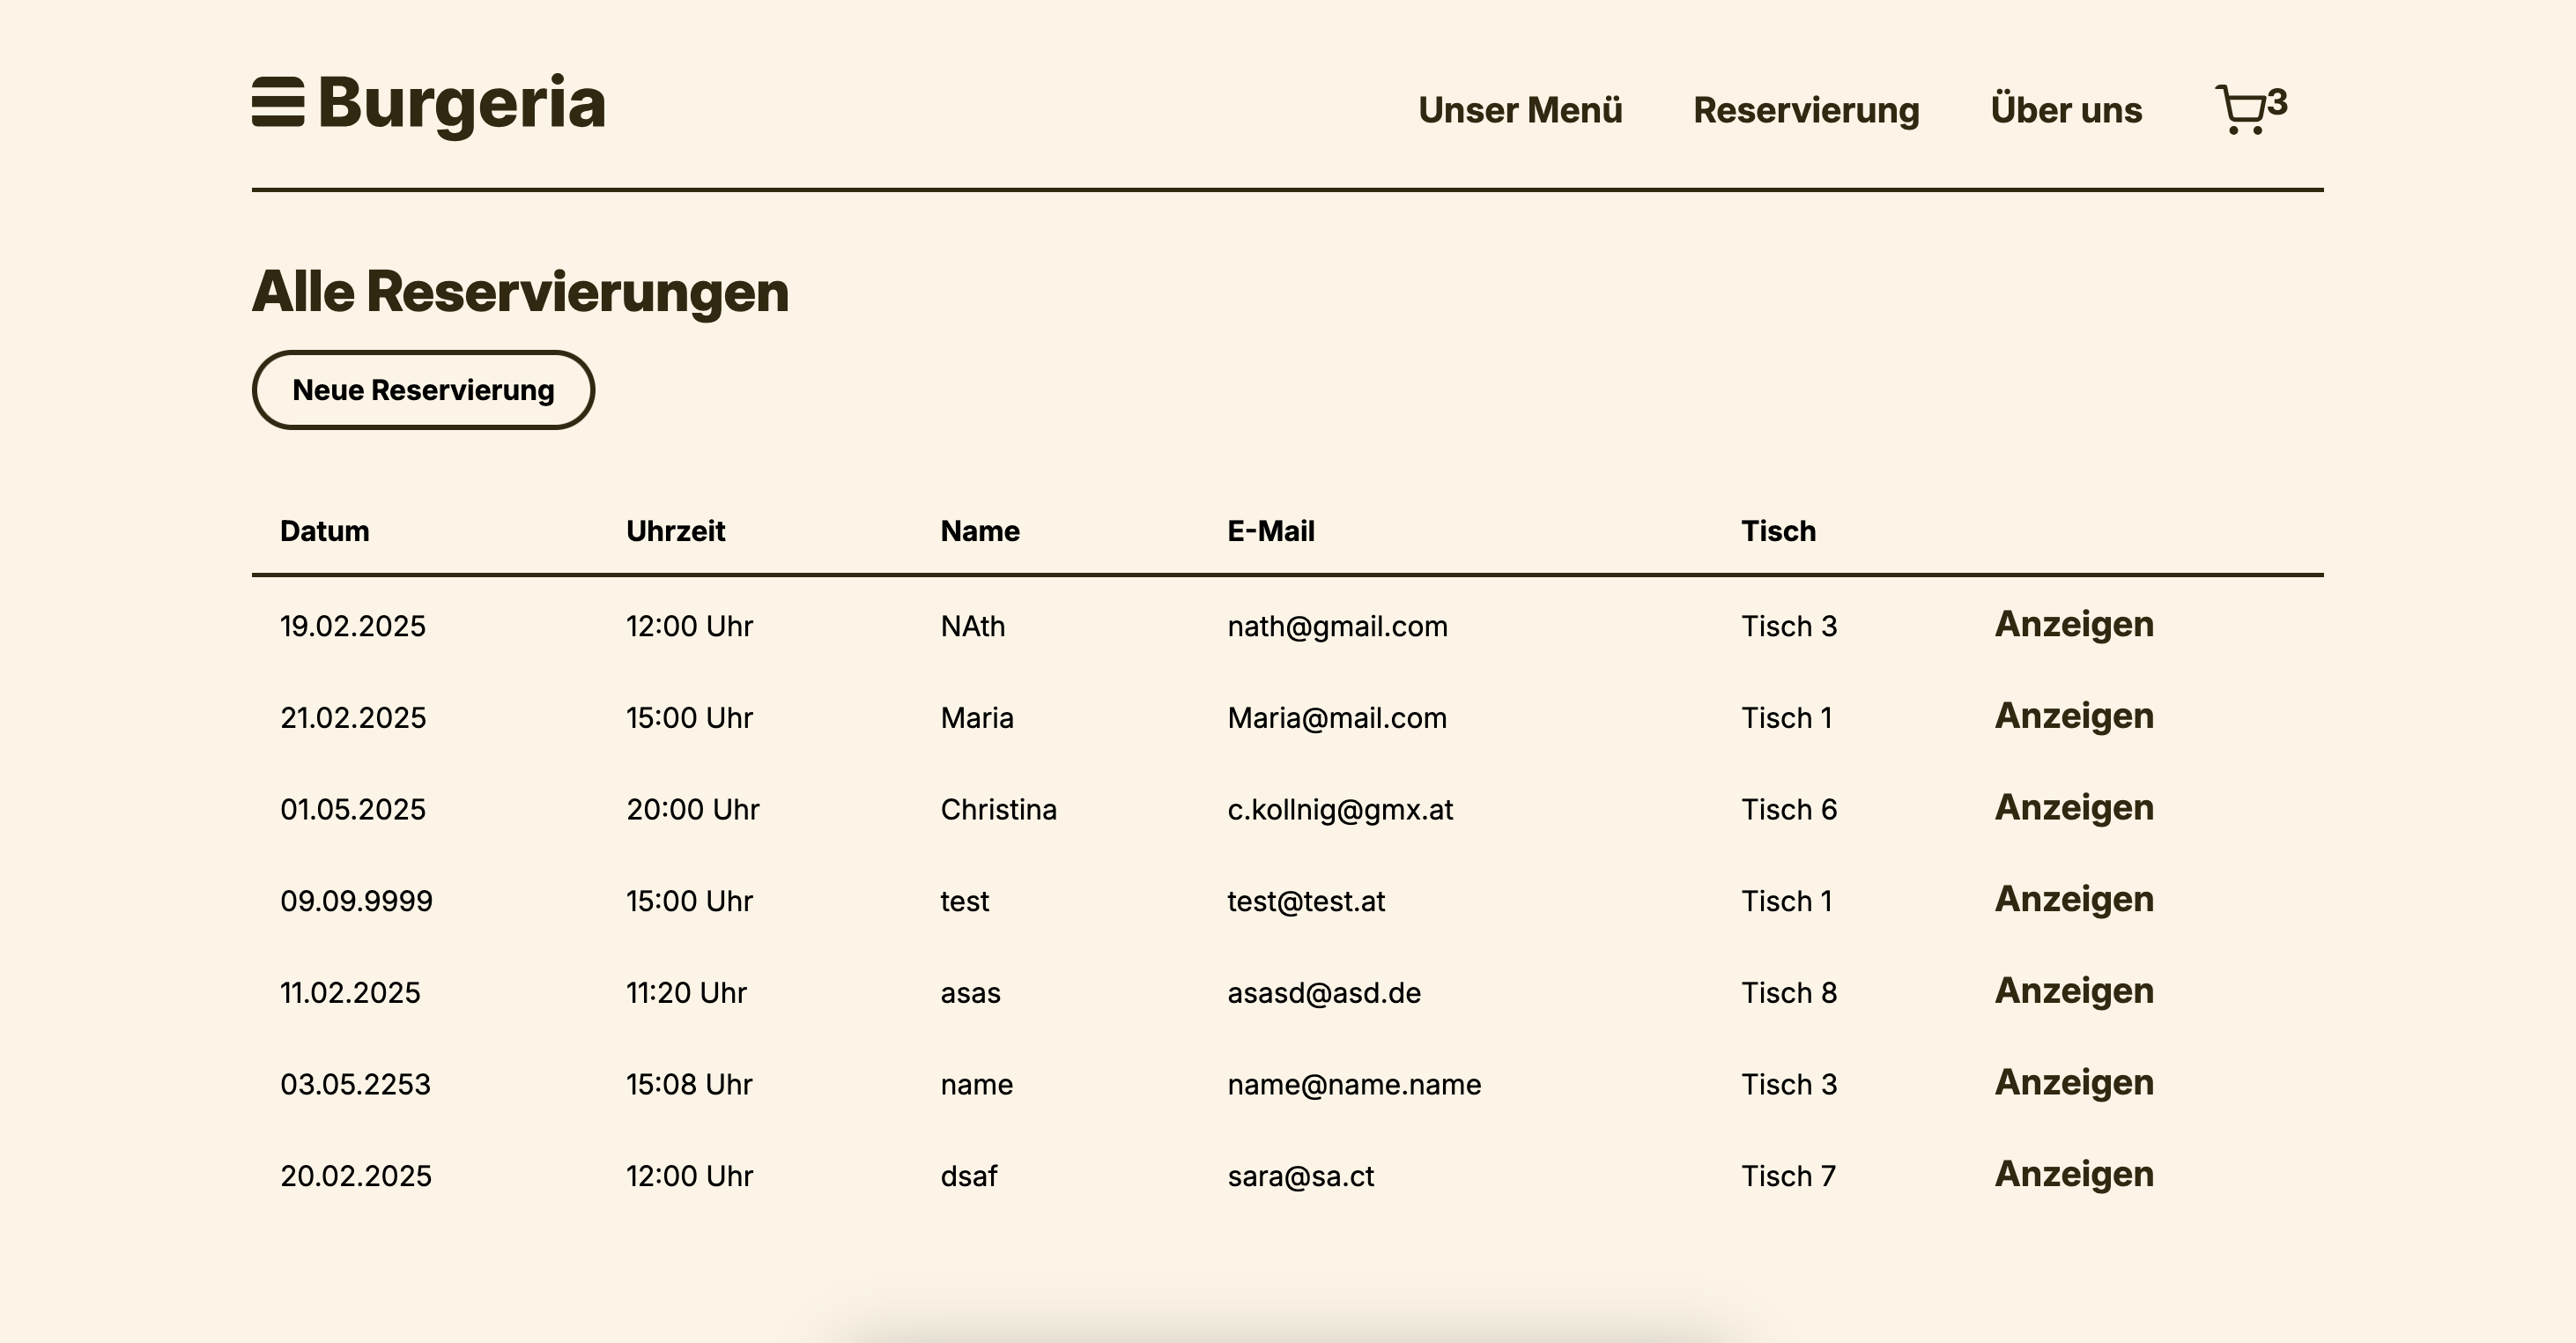 Burgeria Unser Menü Reservierung Über uns 3
Alle Reservierungen
Neue Reservierung
Datum Uhrzeit Name E-Mail Tisch
19.02.2025 12:00 Uhr NAth nath@gmail.com Tisch 3 Anzeigen
21.02.2025 15:00 Uhr Maria Maria@mail.com Tisch 1 Anzeigen
01.05.2025 20:00 Uhr Christina c.kollnig@gmx.at Tisch 6 Anzeigen
09.09.9999 15:00 Uhr test test@test.at Tisch 1 Anzeigen
11.02.2025 11:20 Uhr asas asasd@asd.de Tisch 8 Anzeigen
03.05.2253 15:08 Uhr name name@name.name Tisch 3 Anzeigen
20.02.2025 12:00 Uhr dsaf sara@sa.ct Tisch 7 Anzeigen